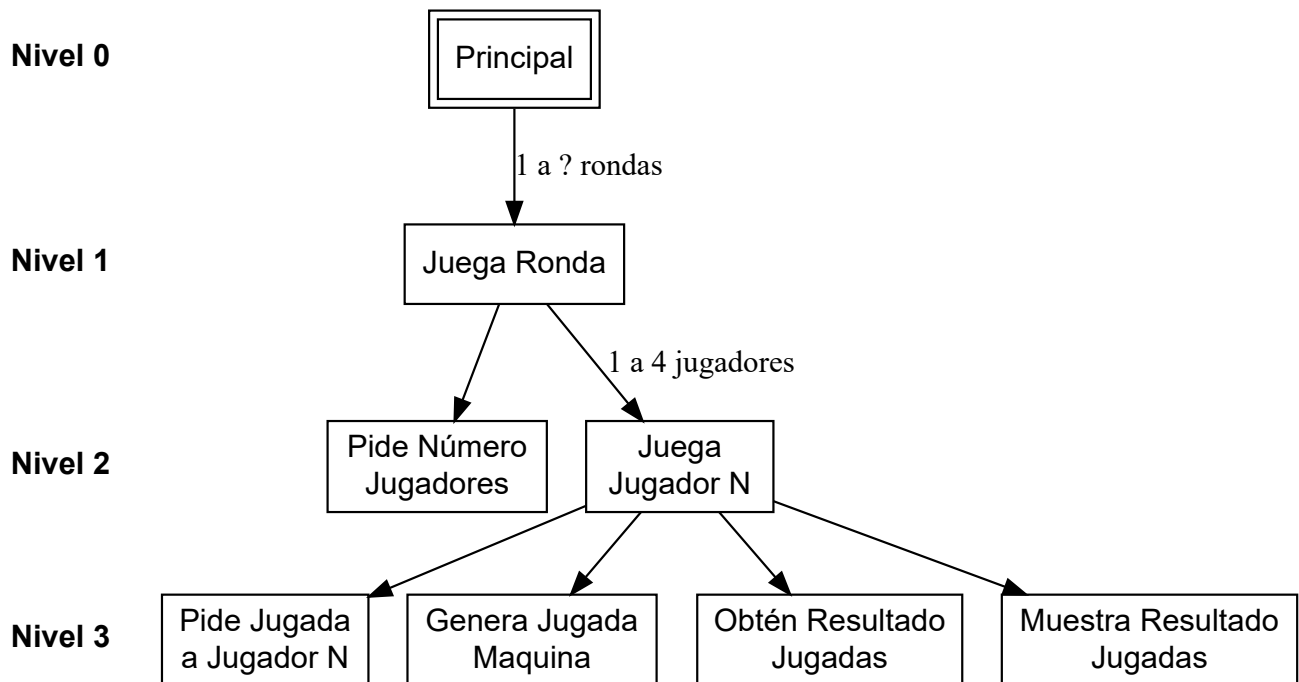 Nivel 0
Principal
1 a ? rondas
Nivel 1
Juega Ronda
1 a 4 jugadores
Nivel 2
Pide Número
Jugadores
Juega
Jugador N
Nivel 3
Pide Jugada
a Jugador N
Genera Jugada
Maquina
Obtén Resultado
Jugadas
Muestra Resultado
Jugadas